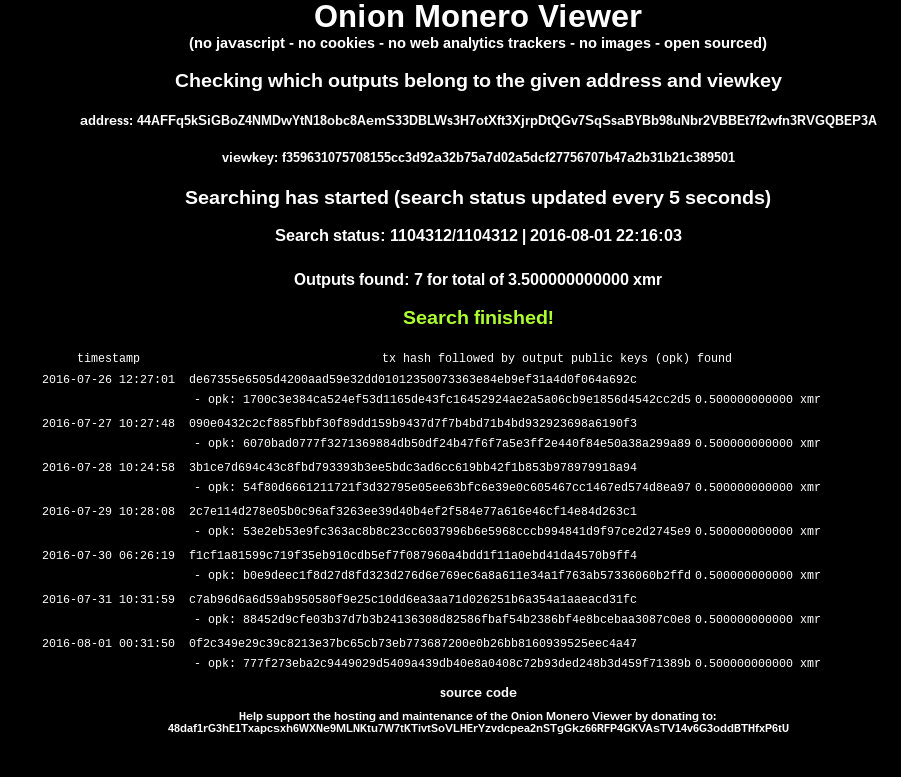 Onion Monero Viewer
(no javascript - no cookies - no web analytics trackers - no images - open sourced)
Checking which outputs belong to the given address and viewkey
address: 44AFFq5kSiGBoZ4NMDwYtN18obc8AemS33DBLWs3H7otXft3XjrpDtQGv7SqSsaBYBb98uNbr2VBBEt7f2wfn3RVGQBEP3A
viewkey: f359631075708155cc3d92a32b75a7d02a5dcf27756707b47a2b31b21c389501
Searching has started (search status updated every 5 seconds)
Search status: 1104312/1104312 | 2016-08-01 22:16:03
Outputs found: 7 for total of 3.500000000000 xmr
Search finished!
timestamp tx hash followed by output public keys (opk) found
2016-07-26 12:27:01 de67355e6505d4200aad59e32dd01012350073363e84eb9ef31a4d0f064a692c
- opk: 1700c3e384ca524ef53d1165de43fc16452924ae2a5a06cb9e1856d4542cc2d5 0.500000000000 xmr
2016-07-27 10:27:48 090e0432c2cf885fbbf30f89dd159b9437d7f7b4bd71b4bd932923698a6190f3
- opk: 6070bad0777f3271369884db50df24b47f6f7a5e3ff2e440f84e50a38a299a89 0.500000000000 xmr
2016-07-28 10:24:58 3b1ce7d694c43c8fbd793393b3ee5bdc3ad6cc619bb42f1b853b978979918a94
- opk: 54f80d6661211721f3d32795e05ee63bfc6e39e0c605467cc1467ed574d8ea97 0.500000000000 xmr
2016-07-29 10:28:08 2c7e114d278e05b0c96af3263ee39d40b4ef2f584e77a616e46cf14e84d263c1
- opk: 53e2eb53e9fc363ac8b8c23cc6037996b6e5968cccb994841d9f97ce2d2745e9 0.500000000000 xmr
2016-07-30 06:26:19 f1cf1a81599c719f35eb910cdb5ef7f087960a4bdd1f11a0ebd41da4570b9ff4
- opk: b0e9deec1f8d27d8fd323d276d6e769ec6a8a611e34a1f763ab57336060b2ffd 0.500000000000 xmr
2016-07-31 10:31:59 c7ab96d6a6d59ab950580f9e25c10dd6ea3aa71d026251b6a354a1aaeacd31fc
- opk: 88452d9cfe03b37d7b3b24136308d82586fbaf54b2386bf4e8bcebaa3087c0e8 0.500000000000 xmr
2016-08-01 00:31:50 0f2c349e29c39c8213e37bc65cb73eb773687200e0b26bb8160939525eec4a47
- opk: 777f273eba2c9449029d5409a439db40e8a0408c72b93ded248b3d459f71389b 0.500000000000 xmr
source code
Help support the hosting and maintenance of the Onion Monero Viewer by donating to:
48daf1rG3hE1Txapcsxh6WXNe9MLNKtu7W7tKTivtSoVLHErYzvdcpea2nSTgGkz66RFP4GKVAsTV14v6G3oddBTHfxP6tU